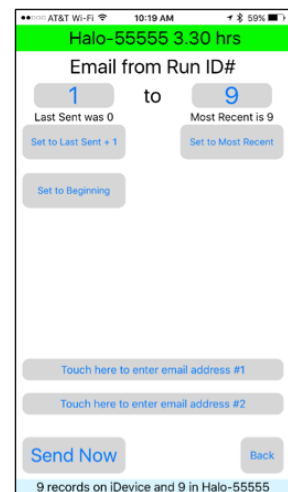 AT&T Wi-Fi 10:19 AM 59%
Halo-55555 3.30 hrs
Email from Run ID#
1 to 9
Last Sent was 0 Most Recent is 9
Set to Last Sent + 1 Set to Most Recent
Set to Beginning
Touch here to enter email address #1
Touch here to enter email address #2
Send Now Back
9 records on iDevice and 9 in Halo-55555